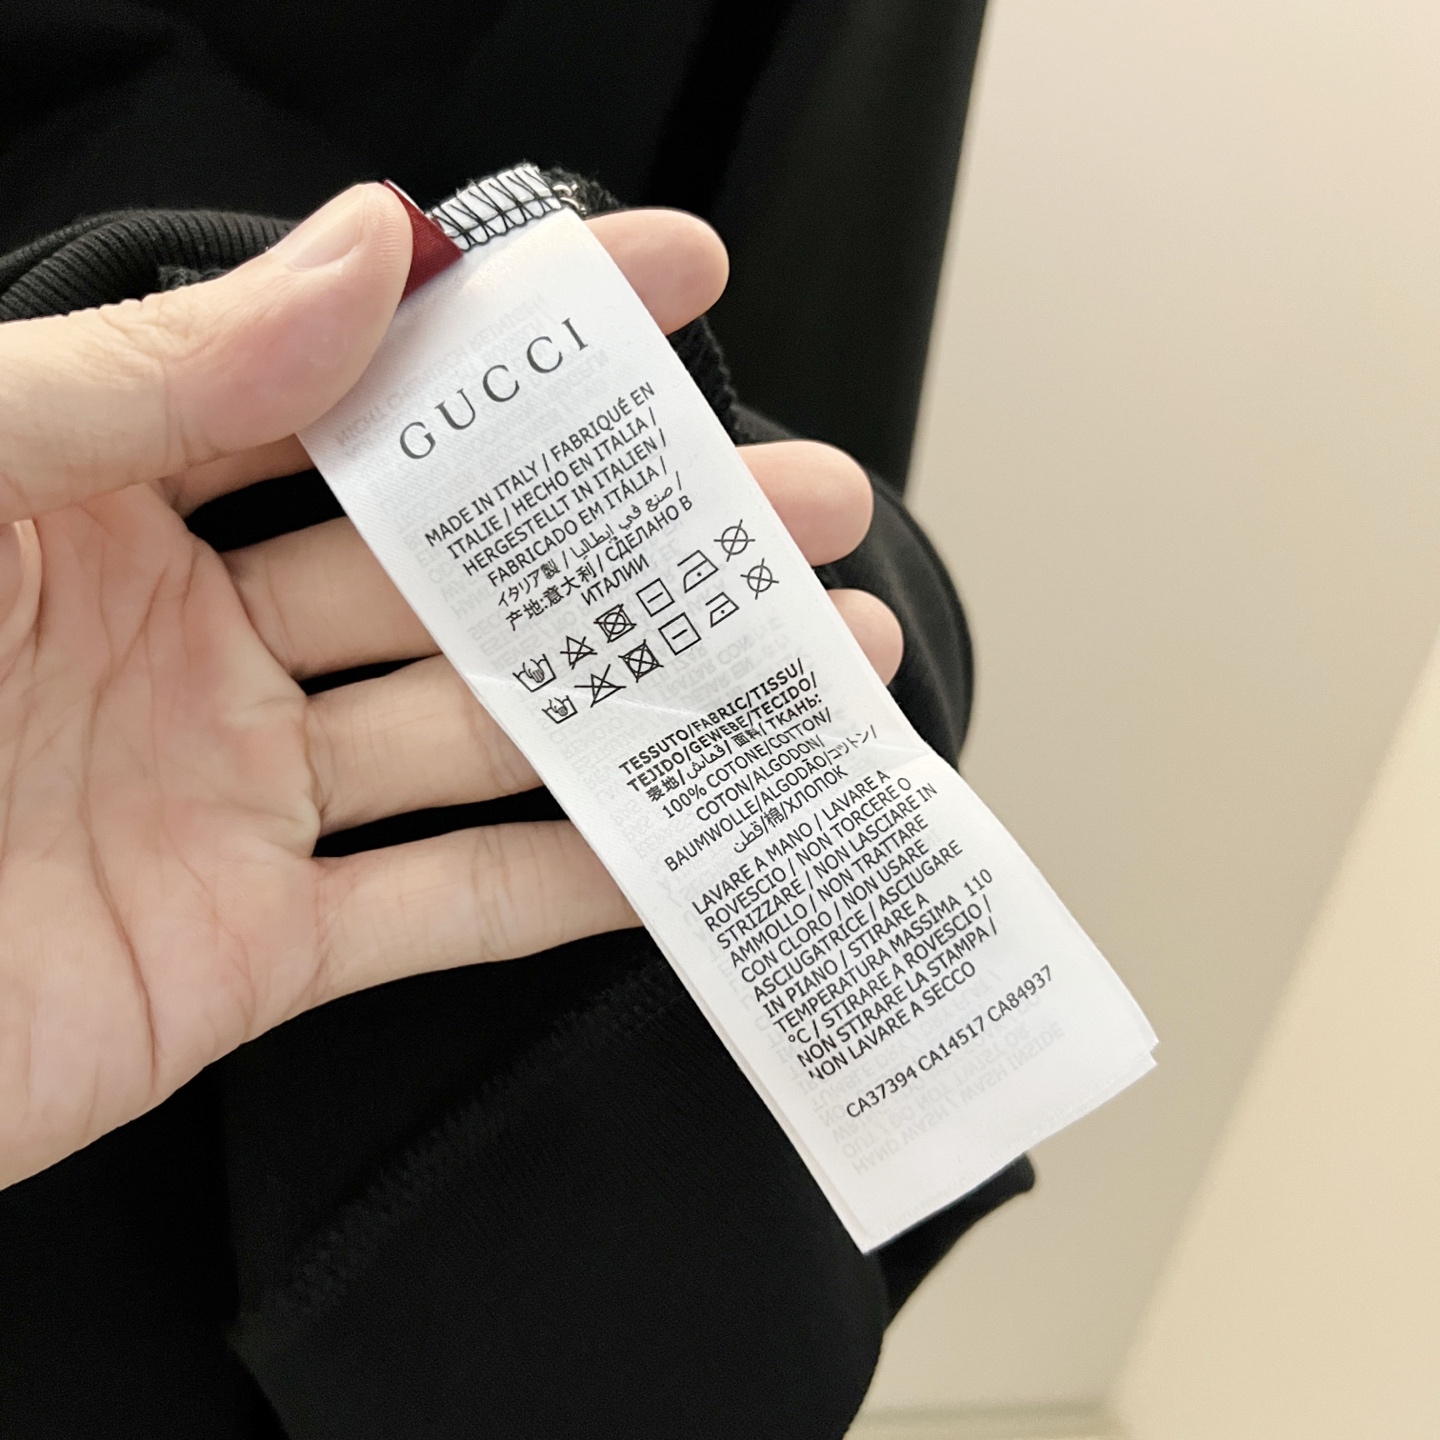 GUCCI
MADE IN ITALY / FABRIQUÉ EN
ITALIE / HECHO EN ITALIA /
HERGESTELLT IN ITALIEN /
FABRICADO EM ITÁLIA /
イタリア製 / صنع في إيطاليا /
产地:意大利 / СДЕЛАНО В
ИТАЛИИ
TESSUTO/FABRIC/TISSU/
TEJIDO/GEWEBE/TECIDO/
表地/قماش/ 面料/ ТКАНЬ:
100% COTONE/COTTON/
COTON/ALGODON/
BAUMWOLLE/ALGODÃO/コットン/
قطن/棉/ХЛОПОК
LAVARE A MANO / LAVARE A
ROVESCIO / NON TORCERE O
STRIZZARE / NON LASCIARE IN
AMMOLLO / NON TRATTARE
CON CLORO / NON USARE
ASCIUGATRICE / ASCIUGARE
IN PIANO / STIRARE A
TEMPERATURA MASSIMA 110
°C / STIRARE A ROVESCIO /
NON STIRARE LA STAMPA /
NON LAVARE A SECCO
CA37394 CA14517 CA84937